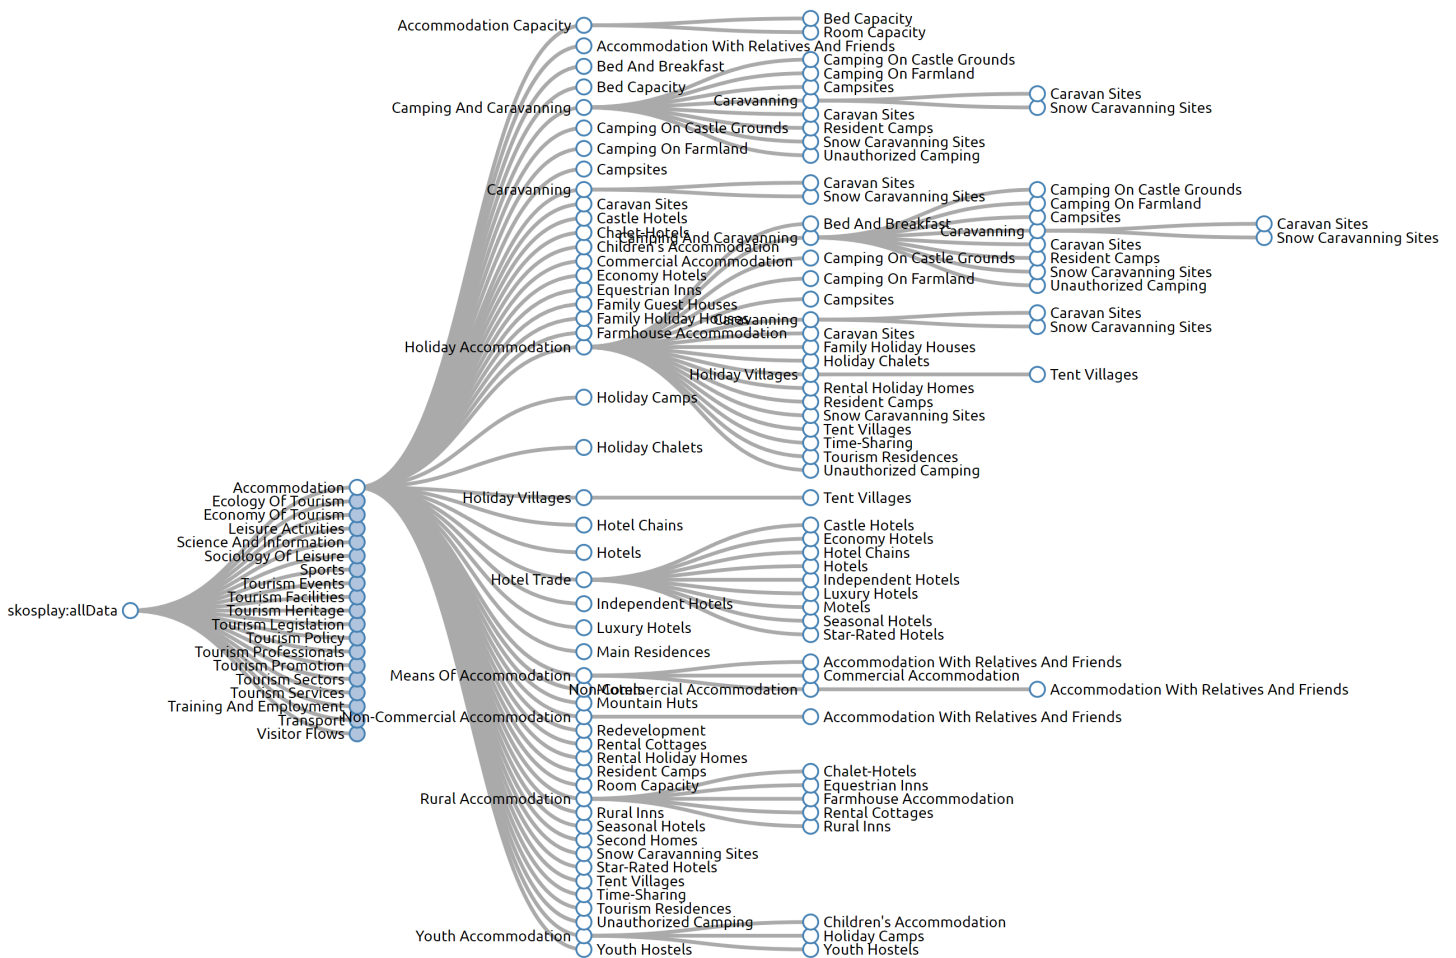 skosplay:allData
Accommodation
Ecology Of Tourism
Economy Of Tourism
Leisure Activities
Science And Information
Sociology Of Leisure
Sports
Tourism Events
Tourism Facilities
Tourism Heritage
Tourism Legislation
Tourism Policy
Tourism Professionals
Tourism Promotion
Tourism Sectors
Tourism Services
Training And Employment
Transport
Visitor Flows
Accommodation Capacity
Accommodation With Relatives And Friends
Bed And Breakfast
Bed Capacity
Camping And Caravanning
Camping On Castle Grounds
Camping On Farmland
Campsites
Caravanning
Caravan Sites
Castle Hotels
Chalet-Hotels
Children's Accommodation
Commercial Accommodation
Economy Hotels
Equestrian Inns
Family Guest Houses
Family Holiday Houses
Farmhouse Accommodation
Holiday Accommodation
Holiday Camps
Holiday Chalets
Holiday Villages
Hotel Chains
Hotels
Hotel Trade
Independent Hotels
Luxury Hotels
Main Residences
Means Of Accommodation
Motels
Mountain Huts
Non-Commercial Accommodation
Redevelopment
Rental Cottages
Rental Holiday Homes
Resident Camps
Room Capacity
Rural Accommodation
Rural Inns
Seasonal Hotels
Second Homes
Snow Caravanning Sites
Star-Rated Hotels
Tent Villages
Time-Sharing
Tourism Residences
Unauthorized Camping
Youth Accommodation
Youth Hostels
Bed Capacity
Room Capacity
Camping On Castle Grounds
Camping On Farmland
Campsites
Caravanning
Caravan Sites
Resident Camps
Snow Caravanning Sites
Unauthorized Camping
Caravan Sites
Snow Caravanning Sites
Bed And Breakfast
Camping And Caravanning
Camping On Castle Grounds
Camping On Farmland
Campsites
Caravanning
Caravan Sites
Family Holiday Houses
Holiday Chalets
Holiday Villages
Rental Holiday Homes
Resident Camps
Snow Caravanning Sites
Tent Villages
Time-Sharing
Tourism Residences
Unauthorized Camping
Tent Villages
Castle Hotels
Economy Hotels
Hotel Chains
Hotels
Independent Hotels
Luxury Hotels
Motels
Seasonal Hotels
Star-Rated Hotels
Accommodation With Relatives And Friends
Commercial Accommodation
Non-Commercial Accommodation
Accommodation With Relatives And Friends
Chalet-Hotels
Equestrian Inns
Farmhouse Accommodation
Rental Cottages
Rural Inns
Children's Accommodation
Holiday Camps
Youth Hostels
Caravan Sites
Snow Caravanning Sites
Camping On Castle Grounds
Camping On Farmland
Campsites
Caravanning
Caravan Sites
Resident Camps
Snow Caravanning Sites
Unauthorized Camping
Caravan Sites
Snow Caravanning Sites
Tent Villages
Accommodation With Relatives And Friends
Caravan Sites
Snow Caravanning Sites